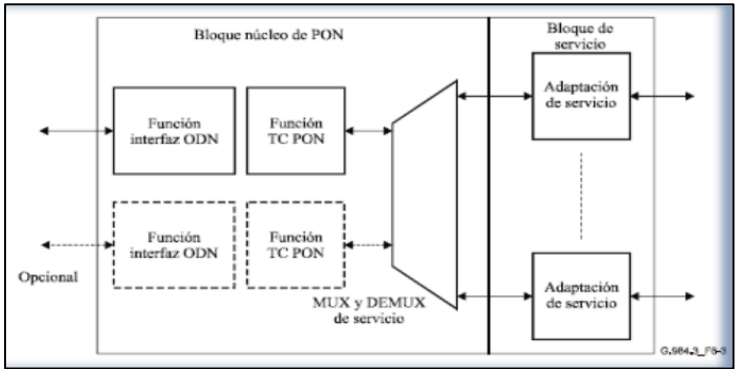 Bloque núcleo de PON
Bloque de
servicio
Función
interfaz ODN
Función
TC PON
Adaptación
de servicio
Función
interfaz ODN
Función
TC PON
Opcional
MUX y DEMUX
de servicio
Adaptación
de servicio
G.984.3_F6-3